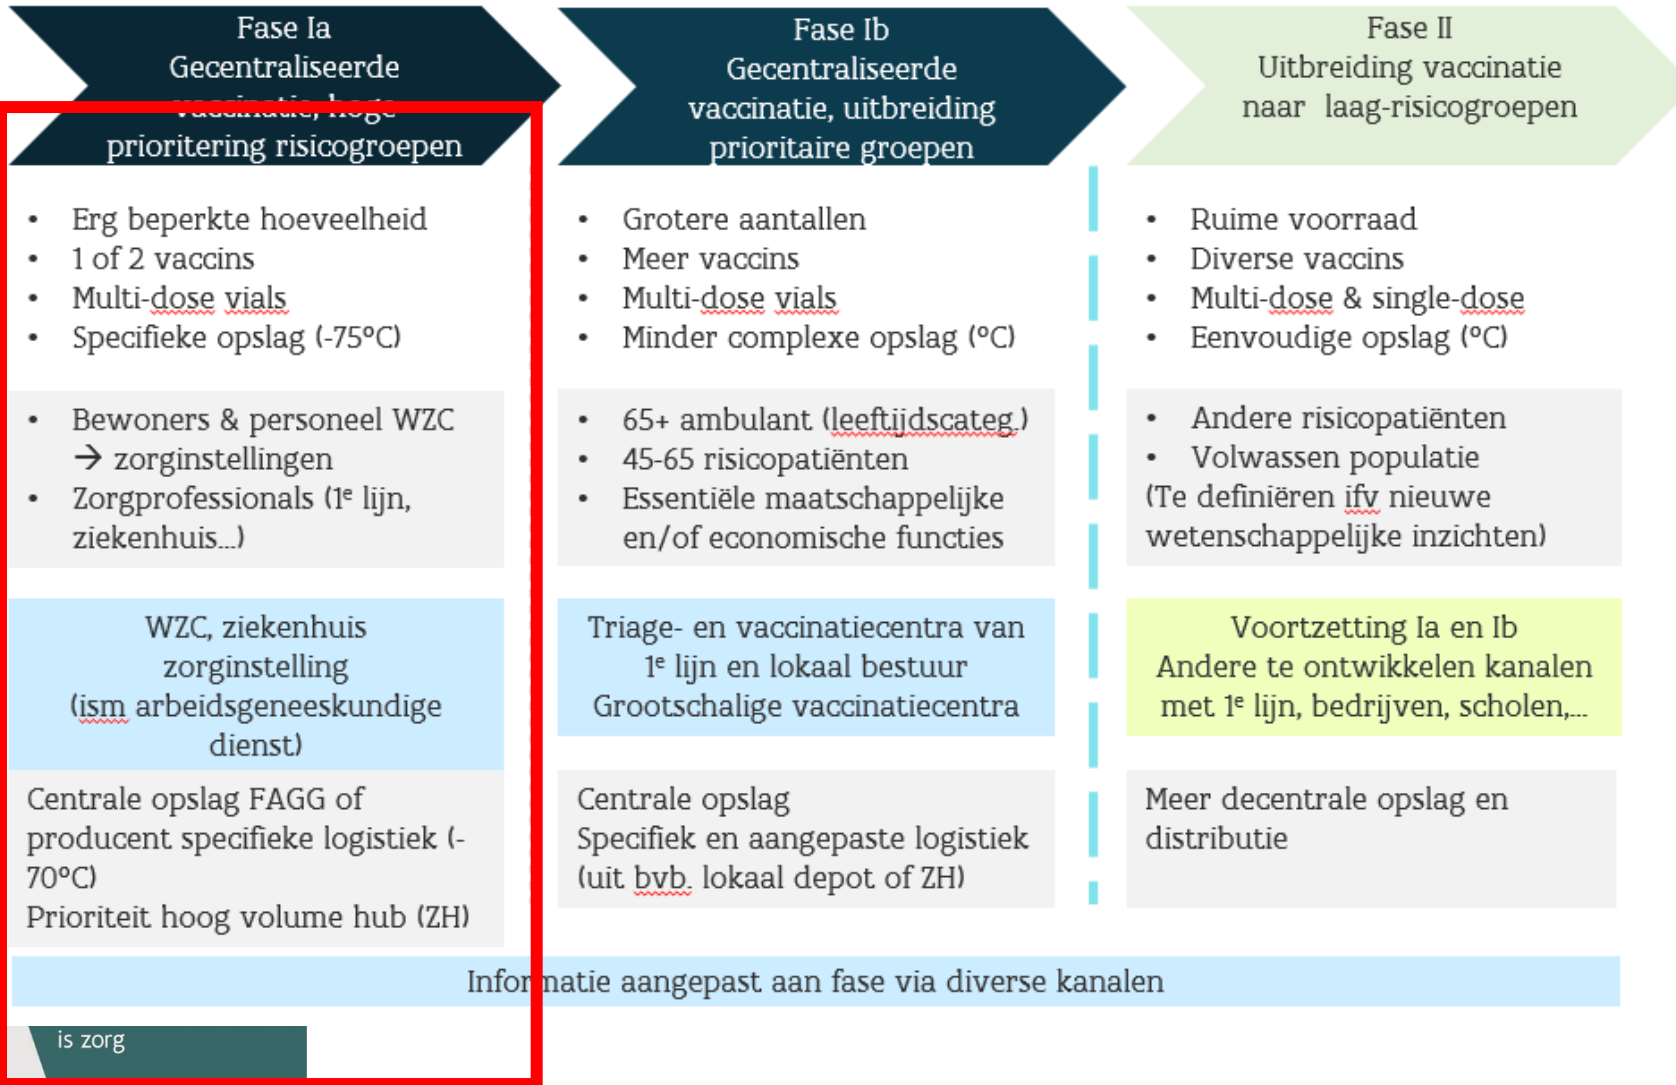 Fase Ia
Gecentraliseerde
vaccinatie, hoge
prioritering risicogroepen
• Erg beperkte hoeveelheid
• 1 of 2 vaccins
• Multi-dose vials
• Specifieke opslag (-75°C)
• Bewoners & personeel WZC
→ zorginstellingen
• Zorgprofessionals (1e lijn,
ziekenhuis...)
WZC, ziekenhuis
zorginstelling
(ism arbeidsgeneeskundige
dienst)
Centrale opslag FAGG of
producent specifieke logistiek (-
70°C)
Prioriteit hoog volume hub (ZH)
Fase Ib
Gecentraliseerde
vaccinatie, uitbreiding
prioritaire groepen
• Grotere aantallen
• Meer vaccins
• Multi-dose vials
• Minder complexe opslag (°C)
• 65+ ambulant (leeftijdscateg.)
• 45-65 risicopatiënten
• Essentiële maatschappelijke
en/of economische functies
Triage- en vaccinatiecentra van
1e lijn en lokaal bestuur
Grootschalige vaccinatiecentra
Centrale opslag
Specifiek en aangepaste logistiek
(uit bvb. lokaal depot of ZH)
Fase II
Uitbreiding vaccinatie
naar laag-risicogroepen
• Ruime voorraad
• Diverse vaccins
• Multi-dose & single-dose
• Eenvoudige opslag (°C)
• Andere risicopatiënten
• Volwassen populatie
(Te definiëren ifv nieuwe
wetenschappelijke inzichten)
Voortzetting Ia en Ib
Andere te ontwikkelen kanalen
met 1e lijn, bedrijven, scholen,...
Meer decentrale opslag en
distributie
Informatie aangepast aan fase via diverse kanalen
is zorg